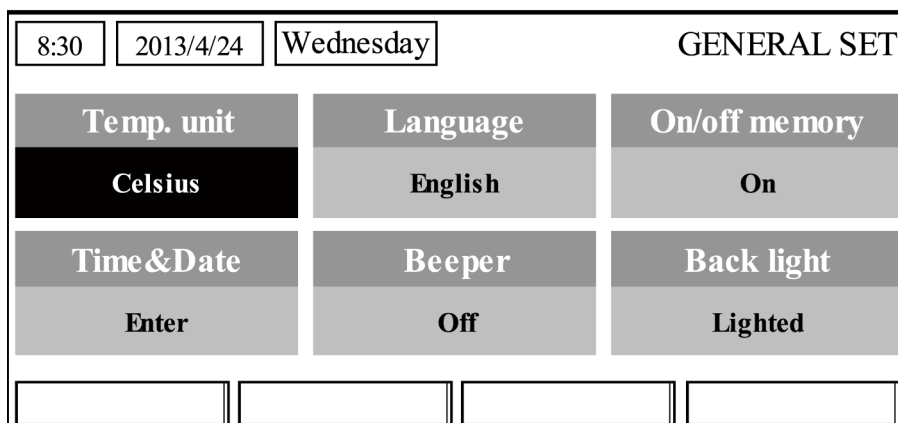 8:30 2013/4/24 Wednesday GENERAL SET
Temp. unit Language On/off memory
Celsius English On
Time&Date Beeper Back light
Enter Off Lighted